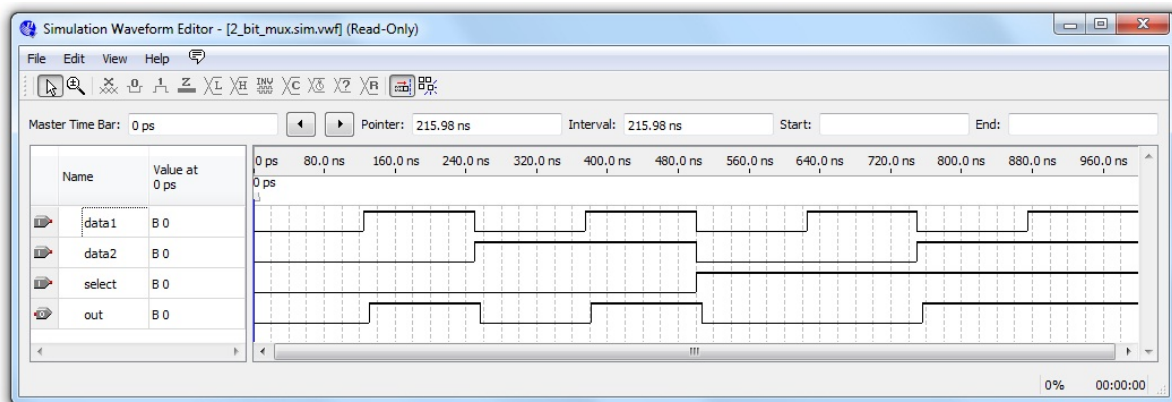 Simulation Waveform Editor - [2_bit_mux.sim.vwf] (Read-Only)
File Edit View Help
Master Time Bar: 0 ps Pointer: 215.98 ns Interval: 215.98 ns Start: End:
Name Value at 0 ps
0 ps 80.0 ns 160.0 ns 240.0 ns 320.0 ns 400.0 ns 480.0 ns 560.0 ns 640.0 ns 720.0 ns 800.0 ns 880.0 ns 960.0 ns
0 ps
data1 B 0
data2 B 0
select B 0
out B 0
0% 00:00:00